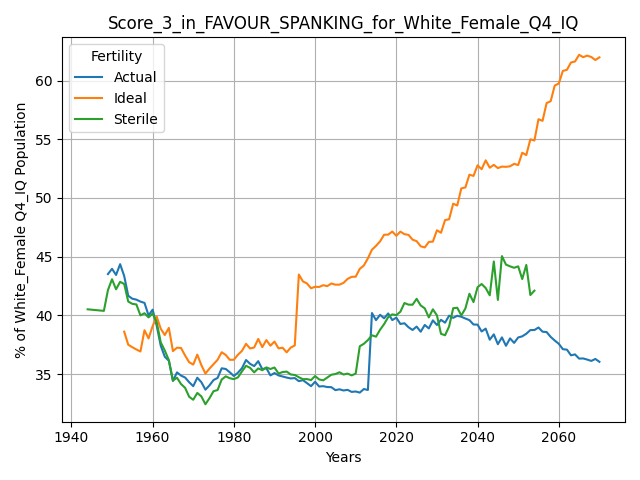 Score_3_in_FAVOUR_SPANKING_for_White_Female_Q4_IQ
Fertility
Actual
Ideal
Sterile
% of White_Female Q4_IQ Population
60
55
50
45
40
35
1940
1960
1980
2000
2020
2040
2060
Years